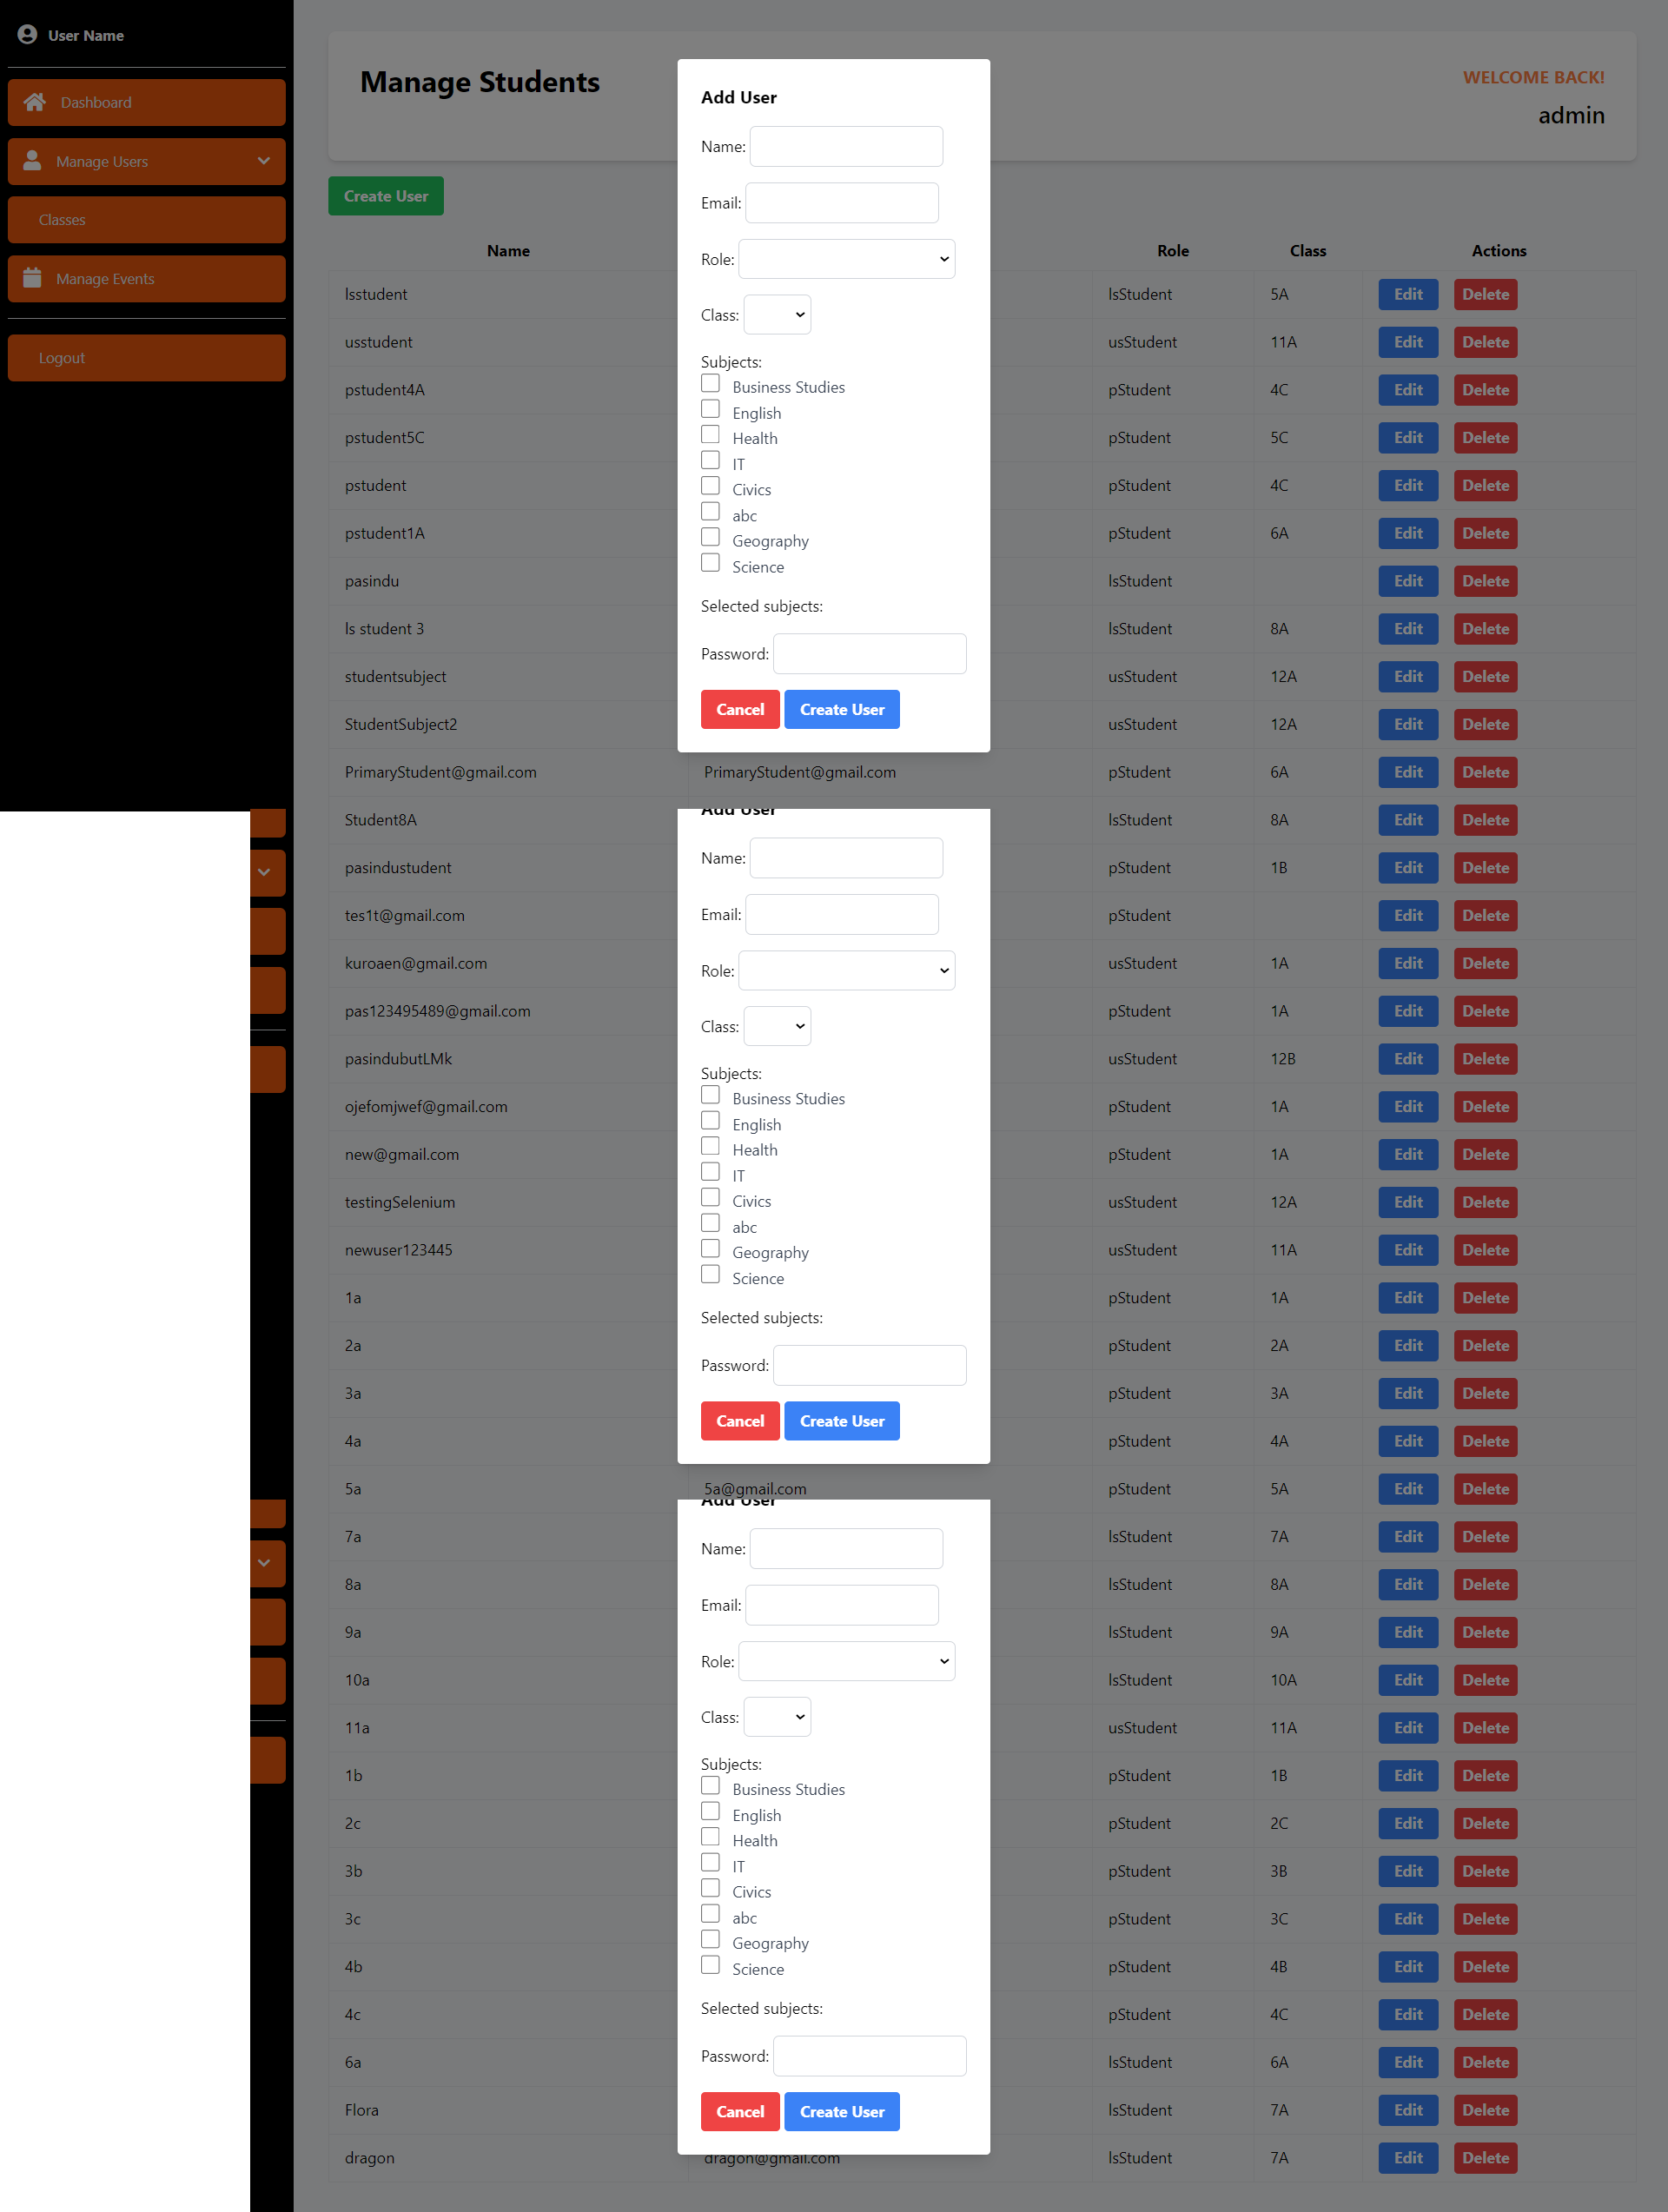 User Name
Dashboard
Manage Users
Classes
Manage Events
Logout
Manage Students
WELCOME BACK!
admin
Create User
Name Role Class Actions
lsstudent lsStudent 5A Edit Delete
usstudent usStudent 11A Edit Delete
pstudent4A pStudent 4C Edit Delete
pstudent5C pStudent 5C Edit Delete
pstudent pStudent 4C Edit Delete
pstudent1A pStudent 6A Edit Delete
pasindu lsStudent Edit Delete
ls student 3 lsStudent 8A Edit Delete
studentsubject usStudent 12A Edit Delete
StudentSubject2 usStudent 12A Edit Delete
PrimaryStudent@gmail.com PrimaryStudent@gmail.com pStudent 6A Edit Delete
Student8A lsStudent 8A Edit Delete
pasindustudent pStudent 1B Edit Delete
tes1t@gmail.com pStudent Edit Delete
kuroaen@gmail.com usStudent 1A Edit Delete
pas123495489@gmail.com pStudent 1A Edit Delete
pasindubutLMk usStudent 12B Edit Delete
ojefomjwef@gmail.com pStudent 1A Edit Delete
new@gmail.com pStudent 1A Edit Delete
testingSelenium usStudent 12A Edit Delete
newuser123445 usStudent 11A Edit Delete
1a pStudent 1A Edit Delete
2a pStudent 2A Edit Delete
3a pStudent 3A Edit Delete
4a pStudent 4A Edit Delete
5a 5a@gmail.com pStudent 5A Edit Delete
7a lsStudent 7A Edit Delete
8a lsStudent 8A Edit Delete
9a lsStudent 9A Edit Delete
10a lsStudent 10A Edit Delete
11a usStudent 11A Edit Delete
1b pStudent 1B Edit Delete
2c pStudent 2C Edit Delete
3b pStudent 3B Edit Delete
3c pStudent 3C Edit Delete
4b pStudent 4B Edit Delete
4c pStudent 4C Edit Delete
6a lsStudent 6A Edit Delete
Flora lsStudent 7A Edit Delete
dragon dragon@gmail.com lsStudent 7A Edit Delete
Add User
Name:
Email:
Role:
Class:
Subjects:
Business Studies
English
Health
IT
Civics
abc
Geography
Science
Selected subjects:
Password:
Cancel Create User
Add User
Name:
Email:
Role:
Class:
Subjects:
Business Studies
English
Health
IT
Civics
abc
Geography
Science
Selected subjects:
Password:
Cancel Create User
Add User
Name:
Email:
Role:
Class:
Subjects:
Business Studies
English
Health
IT
Civics
abc
Geography
Science
Selected subjects:
Password:
Cancel Create User